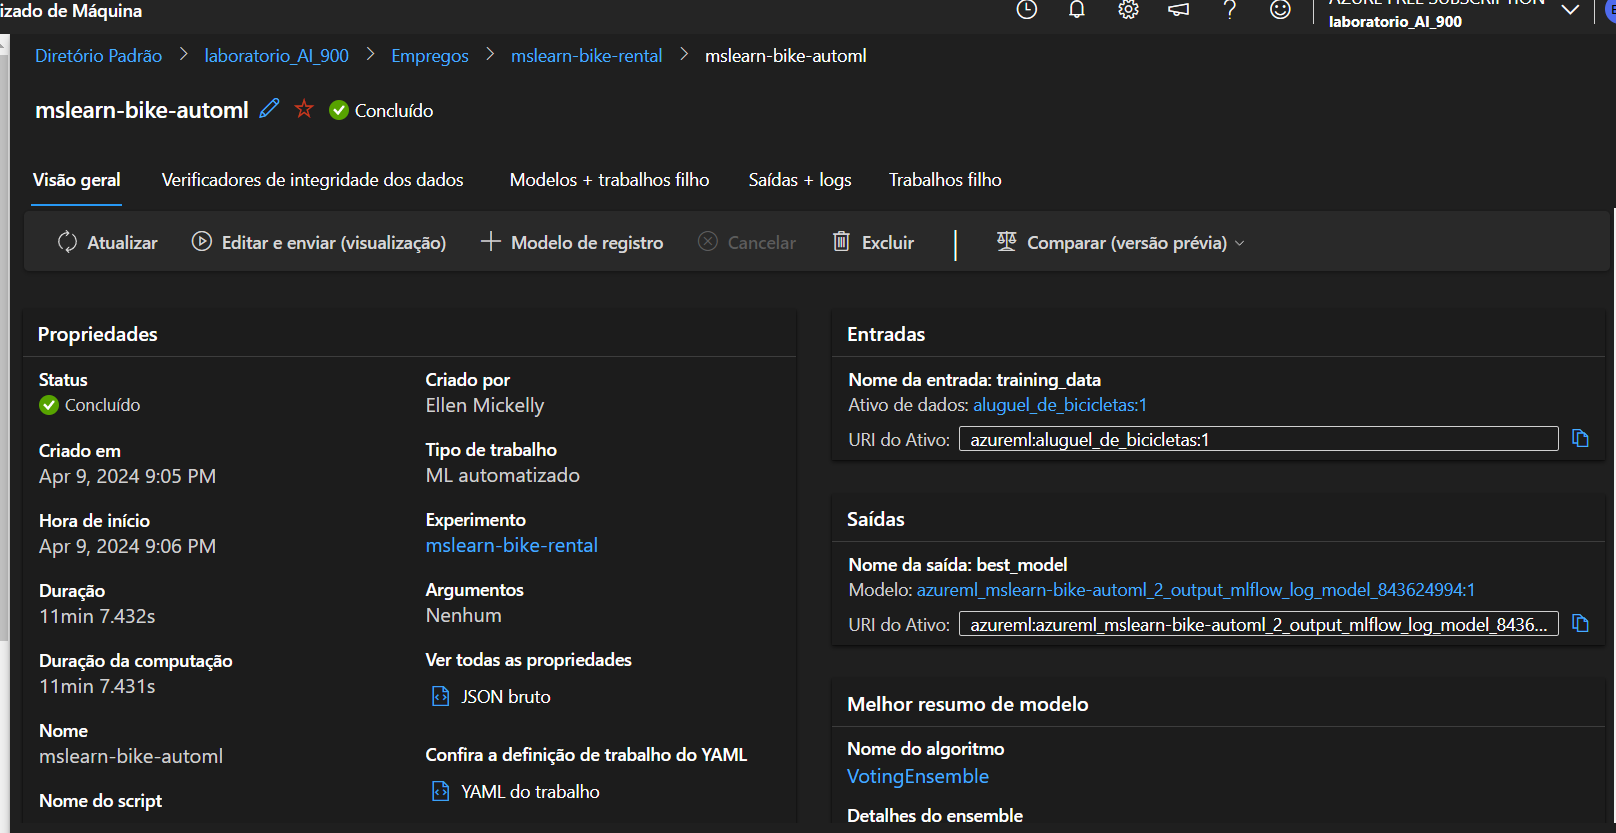 izado de Máquina
AZURE FREE SUBSCRIPTION
laboratorio_AI_900
Diretório Padrão > laboratorio_AI_900 > Empregos > mslearn-bike-rental > mslearn-bike-automl
mslearn-bike-automl Concluído
Visão geral Verificadores de integridade dos dados Modelos + trabalhos filho Saídas + logs Trabalhos filho
Atualizar Editar e enviar (visualização) Modelo de registro Cancelar Excluir Comparar (versão prévia)
Propriedades
Status
Concluído
Criado em
Apr 9, 2024 9:05 PM
Hora de início
Apr 9, 2024 9:06 PM
Duração
11min 7.432s
Duração da computação
11min 7.431s
Nome
mslearn-bike-automl
Nome do script
Criado por
Ellen Mickelly
Tipo de trabalho
ML automatizado
Experimento
mslearn-bike-rental
Argumentos
Nenhum
Ver todas as propriedades
JSON bruto
Confira a definição de trabalho do YAML
YAML do trabalho
Entradas
Nome da entrada: training_data
Ativo de dados: aluguel_de_bicicletas:1
URI do Ativo: azureml:aluguel_de_bicicletas:1
Saídas
Nome da saída: best_model
Modelo: azureml_mslearn-bike-automl_2_output_mlflow_log_model_843624994:1
URI do Ativo: azureml:azureml_mslearn-bike-automl_2_output_mlflow_log_model_8436...
Melhor resumo de modelo
Nome do algoritmo
VotingEnsemble
Detalhes do ensemble